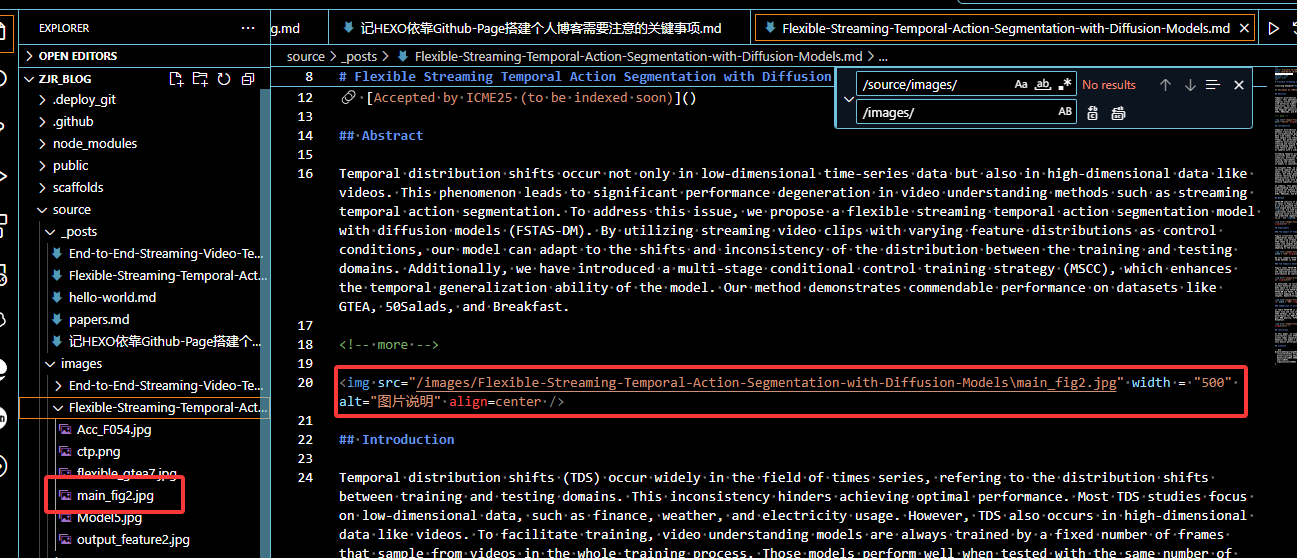 EXPLORER
...
g.md
记HEXO依靠Github-Page搭建个人博客需要注意的关键事项.md
Flexible-Streaming-Temporal-Action-Segmentation-with-Diffusion-Models.md
OPEN EDITORS
ZJR_BLOG
.deploy_git
.github
node_modules
public
scaffolds
source
_posts
End-to-End-Streaming-Video-Te...
Flexible-Streaming-Temporal-Act...
hello-world.md
papers.md
记HEXO依靠Github-Page搭建个...
images
End-to-End-Streaming-Video-Te...
Flexible-Streaming-Temporal-Act...
Acc_F054.jpg
ctp.png
flexible_gtea7.jpg
main_fig2.jpg
Model5.jpg
output_feature2.jpg
source > _posts > Flexible-Streaming-Temporal-Action-Segmentation-with-Diffusion-Models.md > ...
/source/images/ Aa ab .* No results
/images/ AB
8 # Flexible Streaming Temporal Action Segmentation with Diffusion
12 [Accepted by ICME25 (to be indexed soon)]()
13
14 ## Abstract
15
16 Temporal distribution shifts occur not only in low-dimensional time-series data but also in high-dimensional data like
videos. This phenomenon leads to significant performance degeneration in video understanding methods such as streaming
temporal action segmentation. To address this issue, we propose a flexible streaming temporal action segmentation model
with diffusion models (FSTAS-DM). By utilizing streaming video clips with varying feature distributions as control
conditions, our model can adapt to the shifts and inconsistency of the distribution between the training and testing
domains. Additionally, we have introduced a multi-stage conditional control training strategy (MSCC), which enhances
the temporal generalization ability of the model. Our method demonstrates commendable performance on datasets like
GTEA, 50Salads, and Breakfast.
17
18 <!-- more -->
19
20 <img src="/images/Flexible-Streaming-Temporal-Action-Segmentation-with-Diffusion-Models\main_fig2.jpg" width = "500"
alt="图片说明" align=center />
21
22 ## Introduction
23
24 Temporal distribution shifts (TDS) occur widely in the field of times series, refering to the distribution shifts
between training and testing domains. This inconsistency hinders achieving optimal performance. Most TDS studies focus
on low-dimensional data, such as finance, weather, and electricity usage. However, TDS also occurs in high-dimensional
data like videos. To facilitate training, video understanding models are always trained by a fixed number of frames
that sample from videos in the whole training process. Those models perform well when tested with the same number of